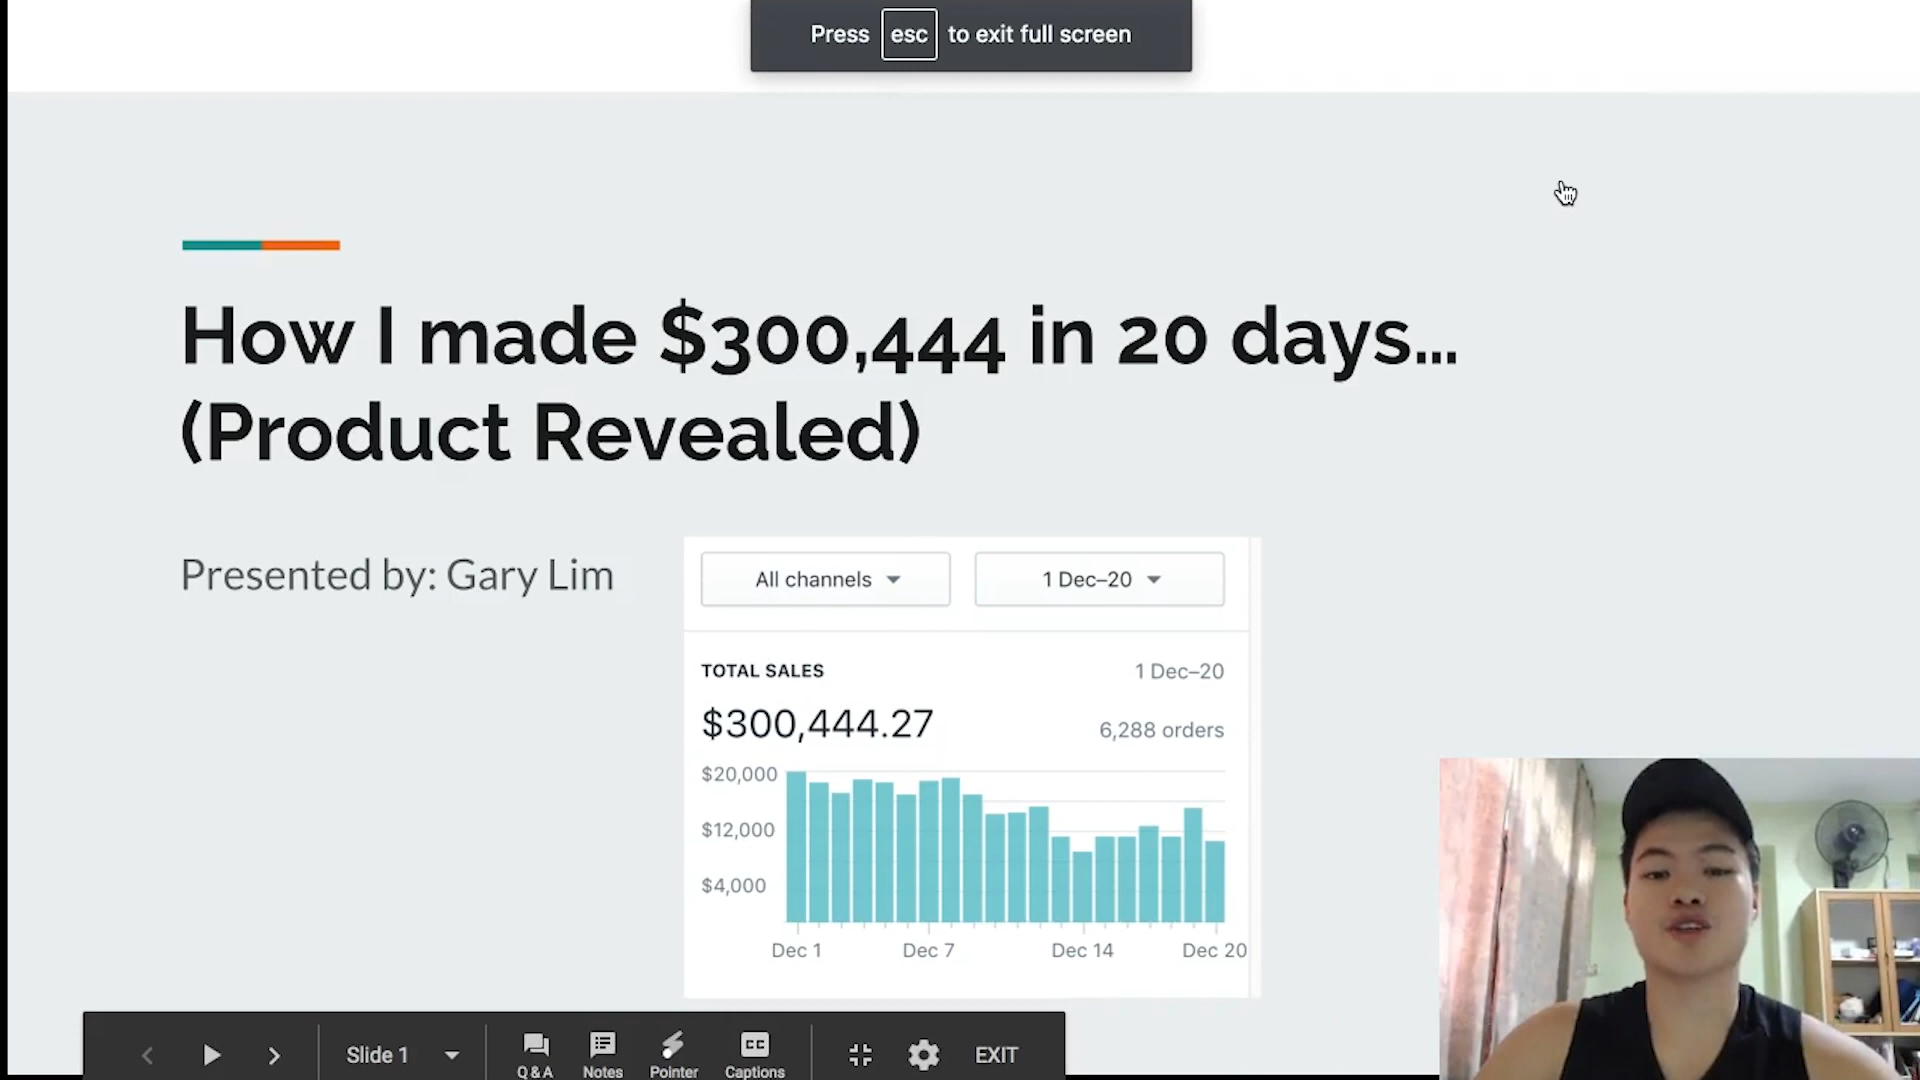 Press esc to exit full screen
How I made $300,444 in 20 days...
(Product Revealed)
Presented by: Gary Lim
All channels
1 Dec–20
TOTAL SALES
1 Dec–20
$300,444.27
6,288 orders
$20,000
$12,000
$4,000
Dec 1
Dec 7
Dec 14
Dec 20
Slide 1
Q & A
Notes
Pointer
CC
Captions
EXIT